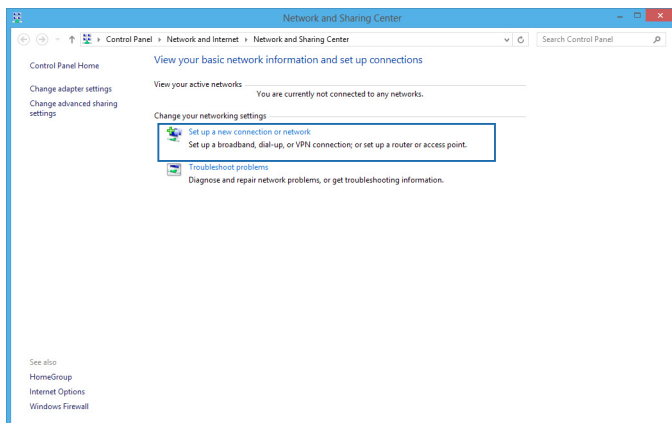 Network and Sharing Center
Control Panel Network and Internet Network and Sharing Center
Search Control Panel
Control Panel Home
Change adapter settings
Change advanced sharing
settings
View your basic network information and set up connections
View your active networks
You are currently not connected to any networks.
Change your networking settings
Set up a new connection or network
Set up a broadband, dial-up, or VPN connection; or set up a router or access point.
Troubleshoot problems
Diagnose and repair network problems, or get troubleshooting information.
See also
HomeGroup
Internet Options
Windows Firewall